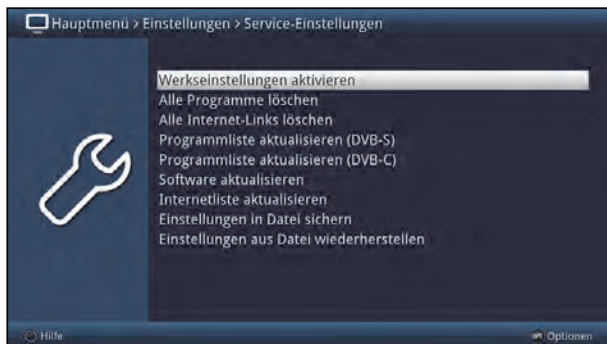 Hauptmenü > Einstellungen > Service-Einstellungen
Werkseinstellungen aktivieren
Alle Programme löschen
Alle Internet-Links löschen
Programmliste aktualisieren (DVB-S)
Programmliste aktualisieren (DVB-C)
Software aktualisieren
Internetliste aktualisieren
Einstellungen in Datei sichern
Einstellungen aus Datei wiederherstellen
Hilfe
OPT Optionen